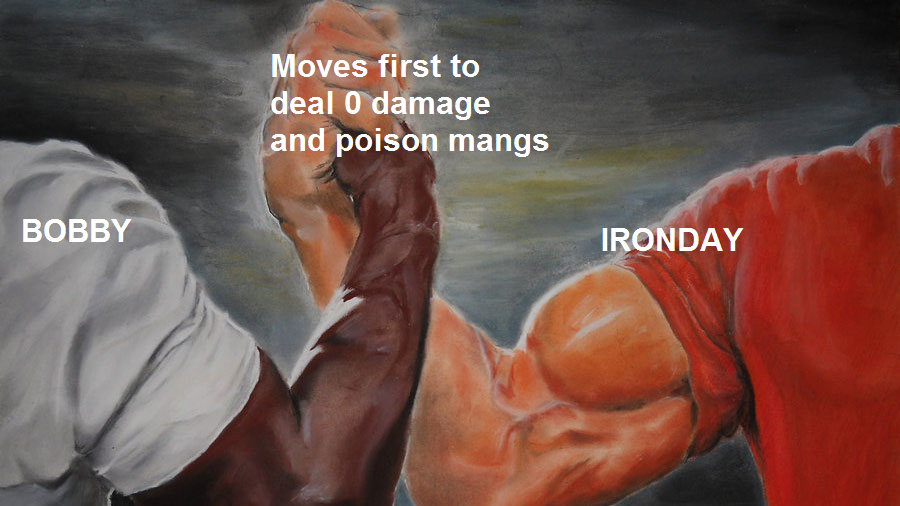 Moves first to
deal 0 damage
and poison mangs
BOBBY
IRONDAY